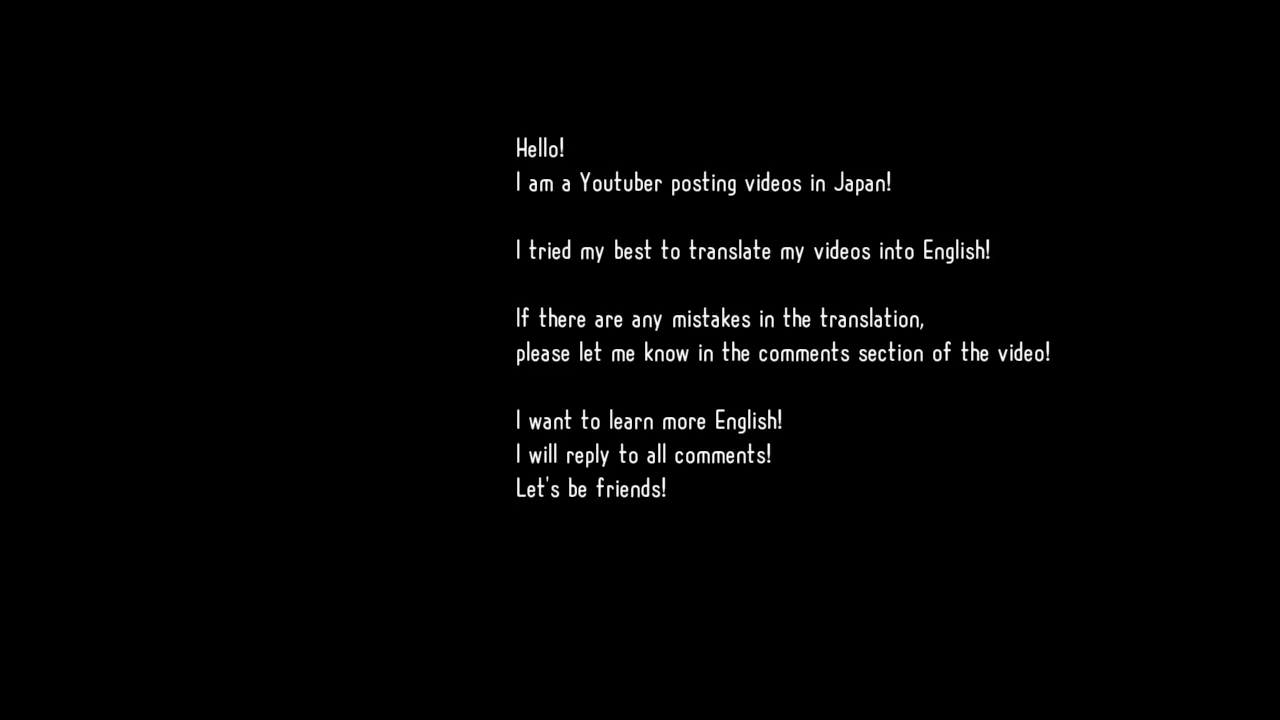 Hello!
I am a Youtuber posting videos in Japan!
I tried my best to translate my videos into English!
If there are any mistakes in the translation,
please let me know in the comments section of the video!
I want to learn more English!
I will reply to all comments!
Let's be friends!